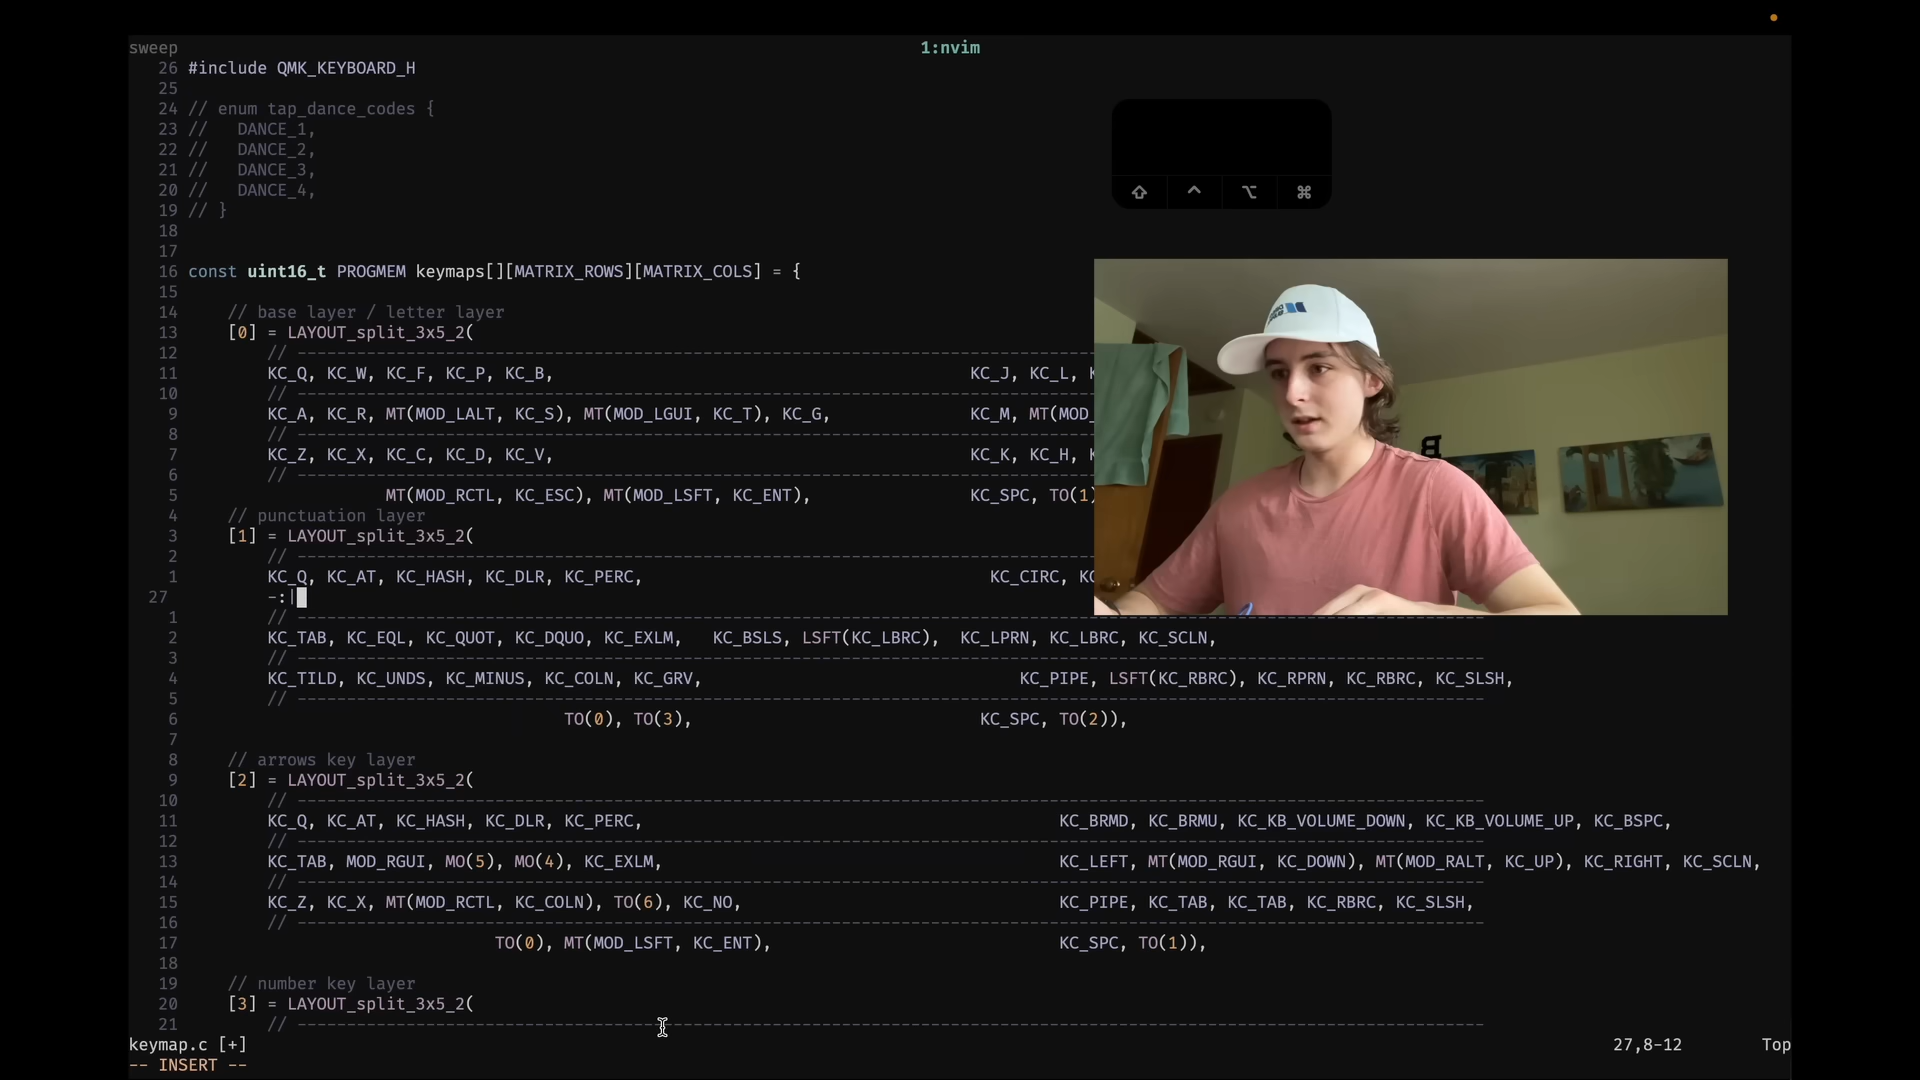 sweep 1:nvim
26 #include QMK_KEYBOARD_H
25
24 // enum tap_dance_codes {
23 //   DANCE_1,
22 //   DANCE_2,
21 //   DANCE_3,
20 //   DANCE_4,
19 // }
18
17
16 const uint16_t PROGMEM keymaps[][MATRIX_ROWS][MATRIX_COLS] = {
15
14 // base layer / letter layer
13 [0] = LAYOUT_split_3x5_2(
12 // ------------------------------------------------------------
11 KC_Q, KC_W, KC_F, KC_P, KC_B, KC_J, KC_L,
10 // ------------------------------------------------------------
9 KC_A, KC_R, MT(MOD_LALT, KC_S), MT(MOD_LGUI, KC_T), KC_G, KC_M, MT(MOD_
8 // ------------------------------------------------------------
7 KC_Z, KC_X, KC_C, KC_D, KC_V, KC_K, KC_H,
6 // ------------------------------------------------------------
5 MT(MOD_RCTL, KC_ESC), MT(MOD_LSFT, KC_ENT), KC_SPC, TO(1)
4 // punctuation layer
3 [1] = LAYOUT_split_3x5_2(
2 // ------------------------------------------------------------
1 KC_Q, KC_AT, KC_HASH, KC_DLR, KC_PERC, KC_CIRC,
27 -:|
1 // ------------------------------------------------------------
2 KC_TAB, KC_EQL, KC_QUOT, KC_DQUO, KC_EXLM, KC_BSLS, LSFT(KC_LBRC), KC_LPRN, KC_LBRC, KC_SCLN,
3 // ------------------------------------------------------------
4 KC_TILD, KC_UNDS, KC_MINUS, KC_COLN, KC_GRV, KC_PIPE, LSFT(KC_RBRC), KC_RPRN, KC_RBRC, KC_SLSH,
5 // ------------------------------------------------------------
6 TO(0), TO(3), KC_SPC, TO(2)),
7
8 // arrows key layer
9 [2] = LAYOUT_split_3x5_2(
10 // ------------------------------------------------------------
11 KC_Q, KC_AT, KC_HASH, KC_DLR, KC_PERC, KC_BRMD, KC_BRMU, KC_KB_VOLUME_DOWN, KC_KB_VOLUME_UP, KC_BSPC,
12 // ------------------------------------------------------------
13 KC_TAB, MOD_RGUI, MO(5), MO(4), KC_EXLM, KC_LEFT, MT(MOD_RGUI, KC_DOWN), MT(MOD_RALT, KC_UP), KC_RIGHT, KC_SCLN,
14 // ------------------------------------------------------------
15 KC_Z, KC_X, MT(MOD_RCTL, KC_COLN), TO(6), KC_NO, KC_PIPE, KC_TAB, KC_TAB, KC_RBRC, KC_SLSH,
16 // ------------------------------------------------------------
17 TO(0), MT(MOD_LSFT, KC_ENT), KC_SPC, TO(1)),
18
19 // number key layer
20 [3] = LAYOUT_split_3x5_2(
21 // ------------------------------------------------------------
keymap.c [+] 27,8-12 Top
-- INSERT --